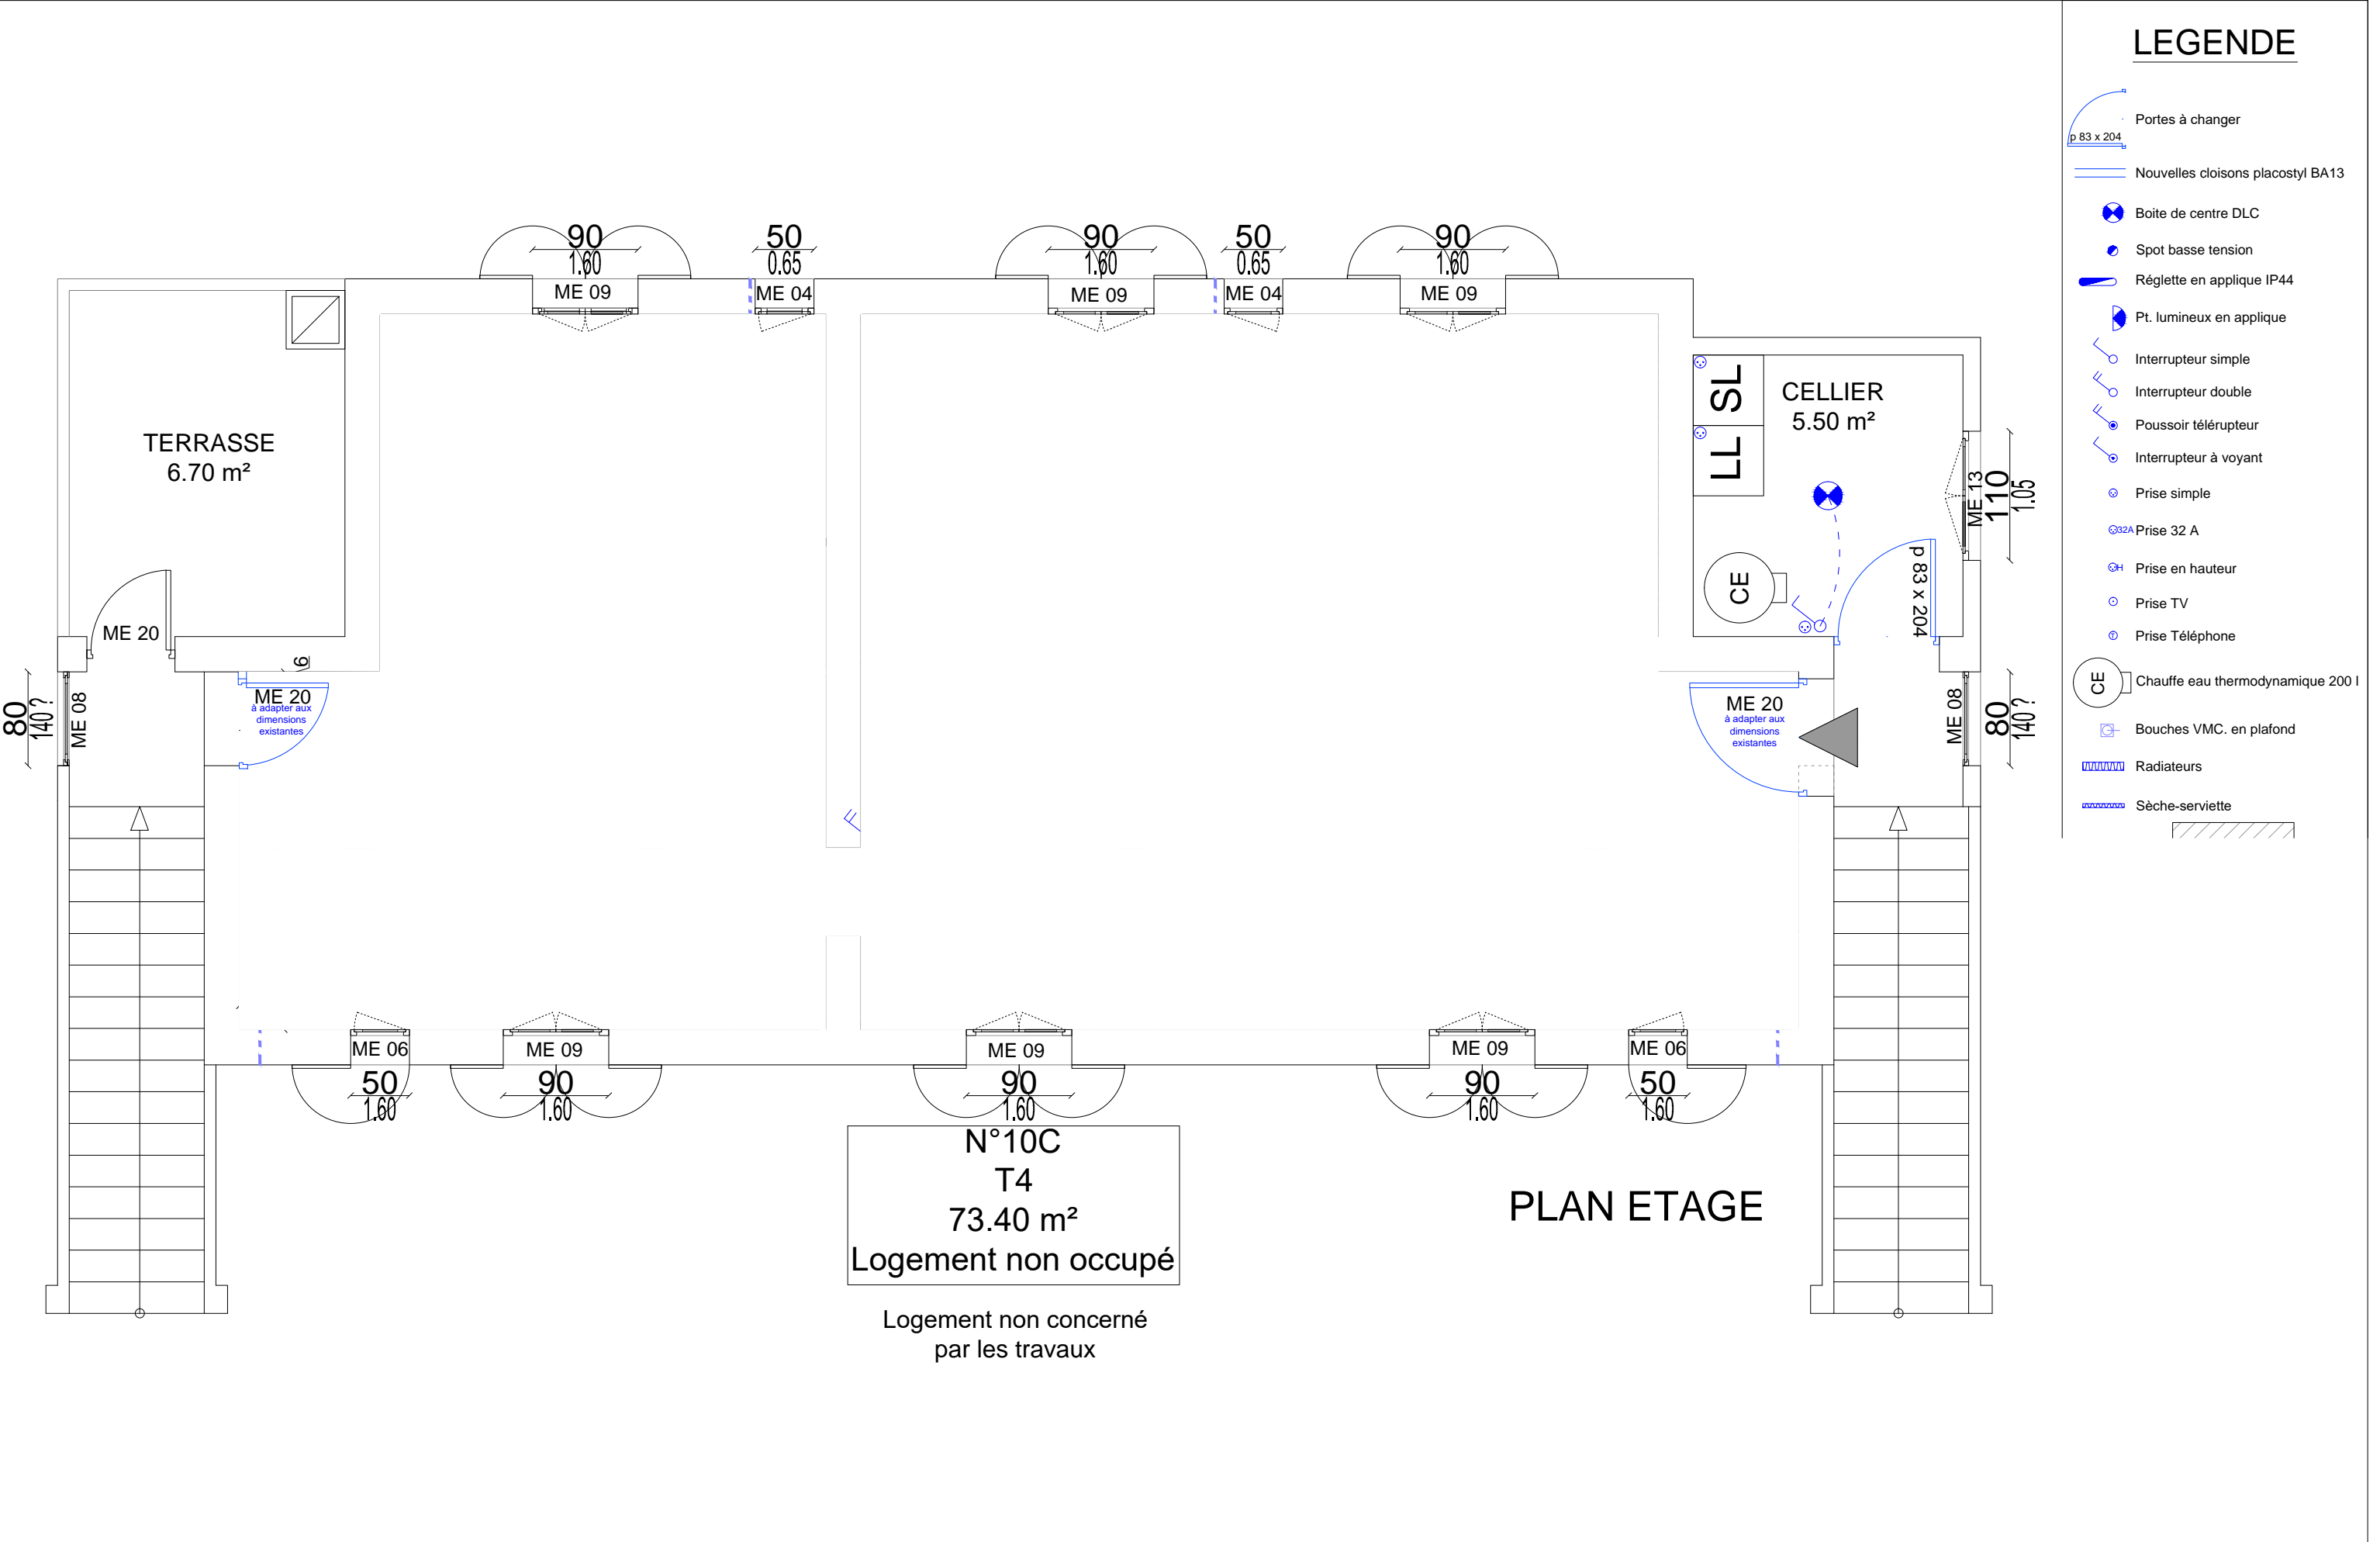 LEGENDE
p 83 x 204
Portes à changer
Nouvelles cloisons placostyl BA13
Boite de centre DLC
Spot basse tension
Réglette en applique IP44
Pt. lumineux en applique
Interrupteur simple
Interrupteur double
Poussoir télérupteur
Interrupteur à voyant
Prise simple
32A Prise 32 A
H Prise en hauteur
Prise TV
T Prise Téléphone
CE Chauffe eau thermodynamique 200 l
Bouches VMC. en plafond
Radiateurs
Sèche-serviette
90
1.60
ME 09
50
0.65
ME 04
90
1.60
ME 09
50
0.65
ME 04
90
1.60
ME 09
TERRASSE
6.70 m²
ME 20
SL
LL
CELLIER
5.50 m²
CE
p 83 x 204
ME 13
110
1.05
80
140 ?
ME 08
6
ME 20
à adapter aux
dimensions
existantes
ME 20
à adapter aux
dimensions
existantes
ME 08
80
140 ?
ME 06
50
1.60
ME 09
90
1.60
ME 09
90
1.60
ME 09
90
1.60
ME 06
50
1.60
N°10C
T4
73.40 m²
Logement non occupé
Logement non concerné
par les travaux
PLAN ETAGE